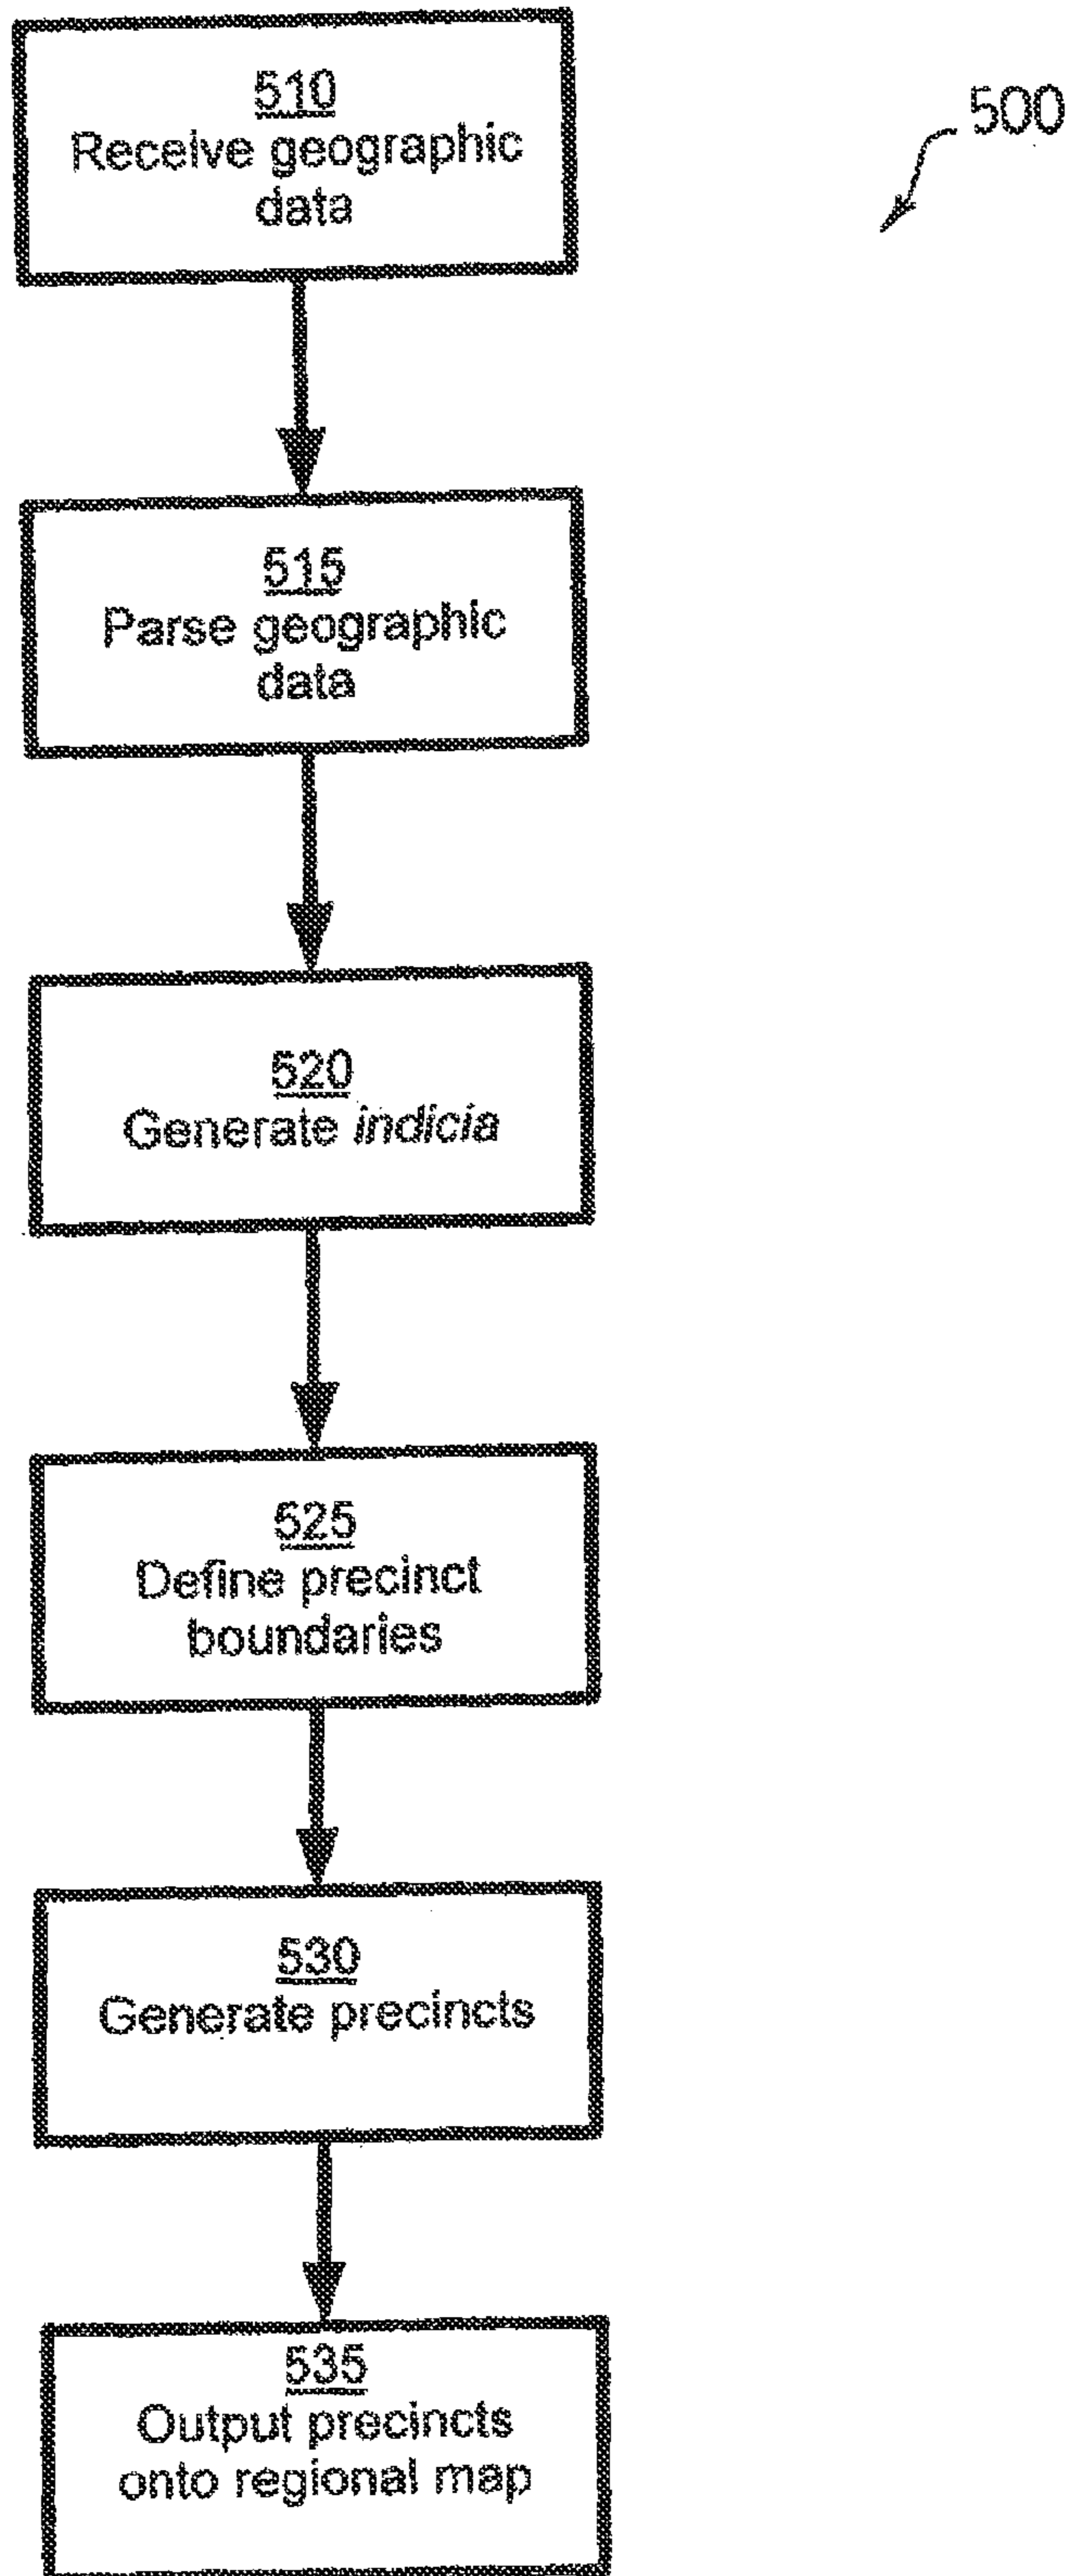 510
Receive geographic
data
500
515
Parse geographic
data
520
Generate indicia
525
Define precinct
boundaries
530
Generate precincts
535
Output precincts
onto regional map